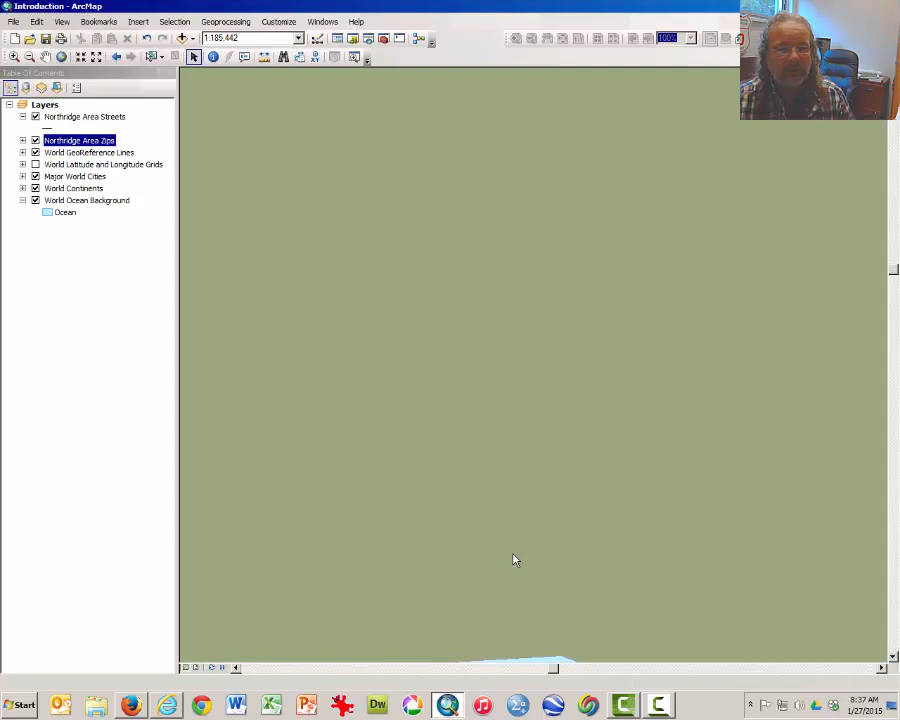 Introduction - ArcMap
File Edit View Bookmarks Insert Selection Geoprocessing Customize Windows Help
1:185,442
100%
Table Of Contents
Layers
Northridge Area Streets
Northridge Area Zips
World GeoReference Lines
World Latitude and Longitude Grids
Major World Cities
World Continents
World Ocean Background
Ocean
Start
W
Dw
8:37 AM
1/27/2015